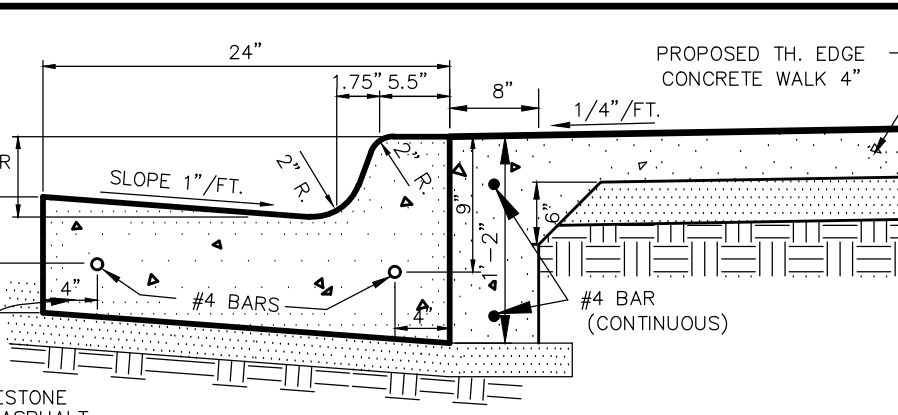 24”
PROPOSED TH. EDGE
CONCRETE WALK 4”
1.75” 5.5”
8”
1/4”/FT.
R
2” R.
2” R.
SLOPE 1”/FT.
9”
6”
1’-2”
4”
#4 BARS
4”
#4 BAR
(CONTINUOUS)